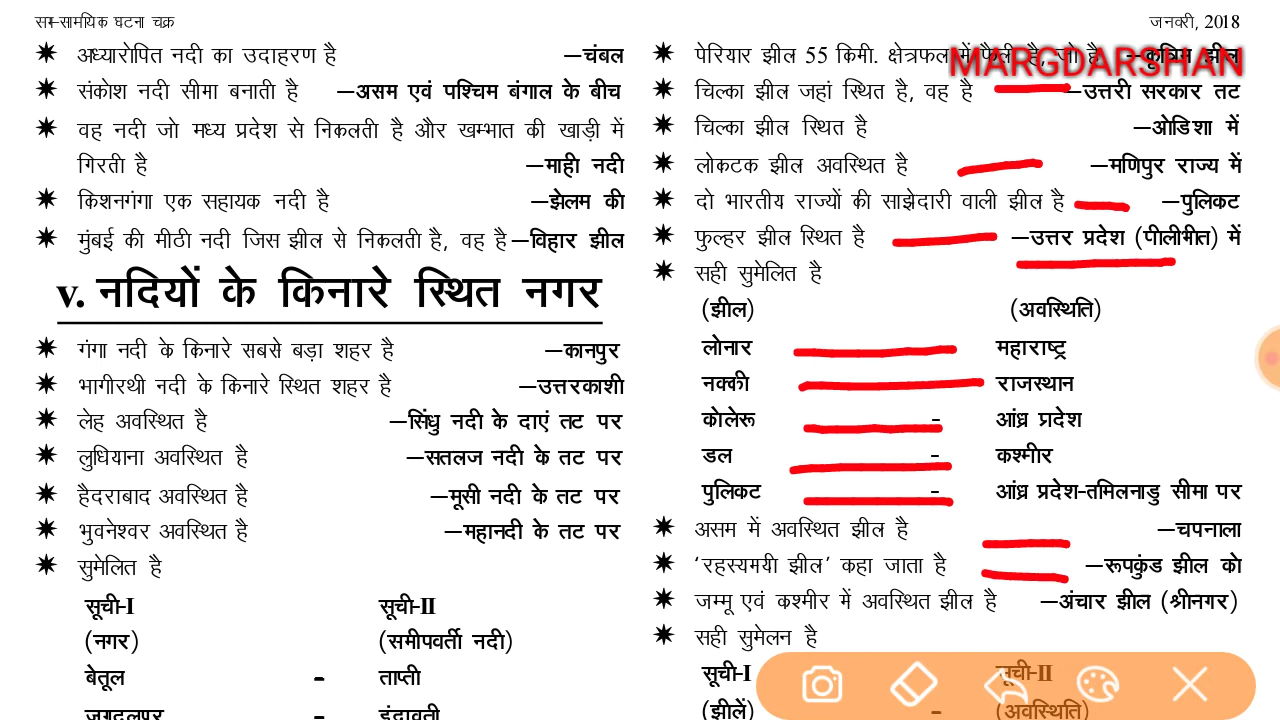 सम-सामयिक घटना चक्र
जनवरी, 2018
✷ अध्यारोपित नदी का उदाहरण है —चंबल
✷ संकोश नदी सीमा बनाती है —असम एवं पश्चिम बंगाल के बीच
✷ वह नदी जो मध्य प्रदेश से निकलती है और खम्भात की खाड़ी में
गिरती है —माही नदी
✷ किशनगंगा एक सहायक नदी है —झेलम की
✷ मुंबई की मीठी नदी जिस झील से निकलती है, वह है —विहार झील
v. नदियों के किनारे स्थित नगर
✷ गंगा नदी के किनारे सबसे बड़ा शहर है —कानपुर
✷ भागीरथी नदी के किनारे स्थित शहर है —उत्तरकाशी
✷ लेह अवस्थित है —सिंधु नदी के दाएं तट पर
✷ लुधियाना अवस्थित है —सतलज नदी के तट पर
✷ हैदराबाद अवस्थित है —मूसी नदी के तट पर
✷ भुवनेश्वर अवस्थित है —महानदी के तट पर
✷ सुमेलित है
सूची-I सूची-II
(नगर) (समीपवर्ती नदी)
बेतूल - ताप्ती
जगदलपुर - इंद्रावती
✷ पेरियार झील 55 किमी. क्षेत्रफल में फैली है, जो है —कृत्रिम झील
MARGDARSHAN
✷ चिल्का झील जहां स्थित है, वह है —उत्तरी सरकार तट
✷ चिल्का झील स्थित है —ओडिशा में
✷ लोकटक झील अवस्थित है —मणिपुर राज्य में
✷ दो भारतीय राज्यों की साझेदारी वाली झील है —पुलिकट
✷ फुल्हर झील स्थित है —उत्तर प्रदेश (पीलीभीत) में
✷ सही सुमेलित है
(झील) (अवस्थिति)
लोनार महाराष्ट्र
नक्की राजस्थान
कोलेरू - आंध्र प्रदेश
डल - कश्मीर
पुलिकट - आंध्र प्रदेश-तमिलनाडु सीमा पर
✷ असम में अवस्थित झील है —चपनाला
✷ ‘रहस्यमयी झील’ कहा जाता है —रूपकुंड झील को
✷ जम्मू एवं कश्मीर में अवस्थित झील है —अंचार झील (श्रीनगर)
✷ सही सुमेलन है
सूची-I सूची-II
(झीलें) - (अवस्थिति)